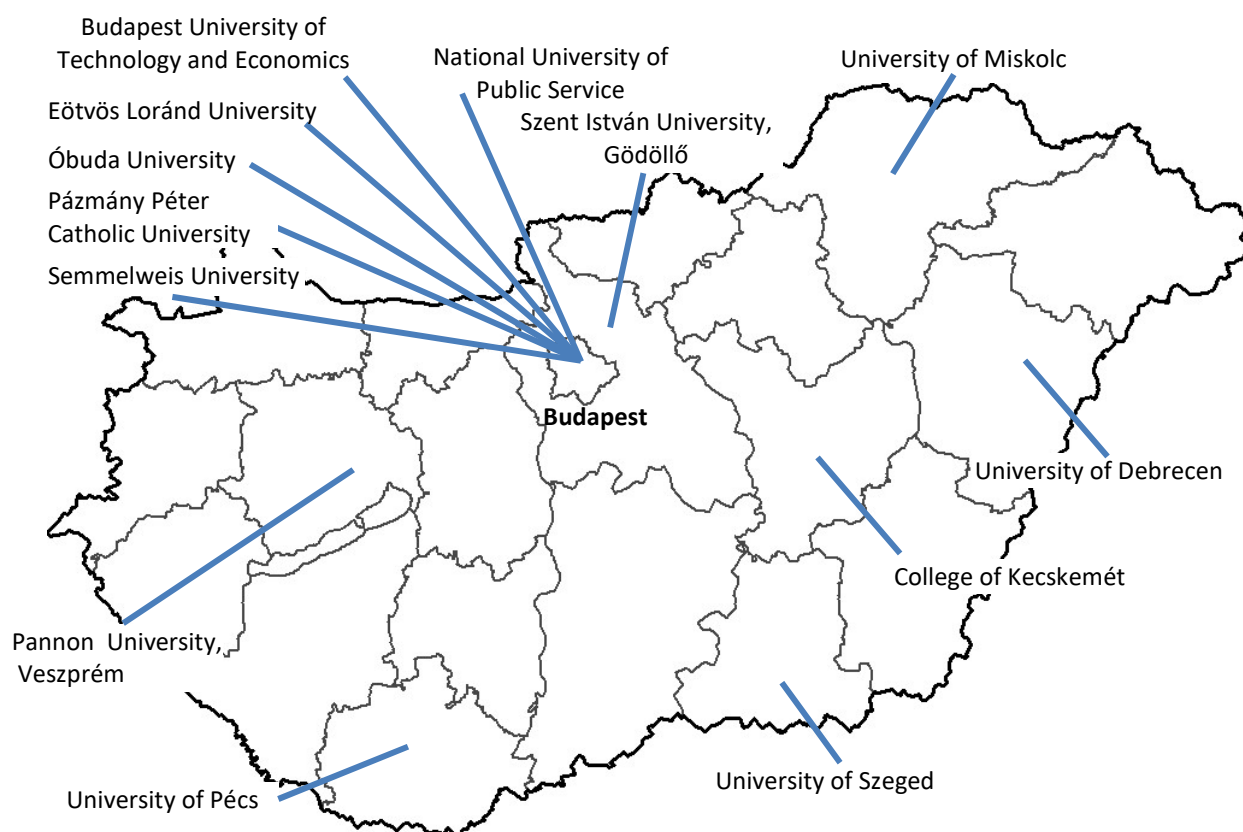 Budapest University of
Technology and Economics
National University of
Public Service
University of Miskolc
Eötvös Loránd University
Szent István University,
Gödöllő
Óbuda University
Pázmány Péter
Catholic University
Semmelweis University
Budapest
University of Debrecen
College of Kecskemét
Pannon University,
Veszprém
University of Szeged
University of Pécs